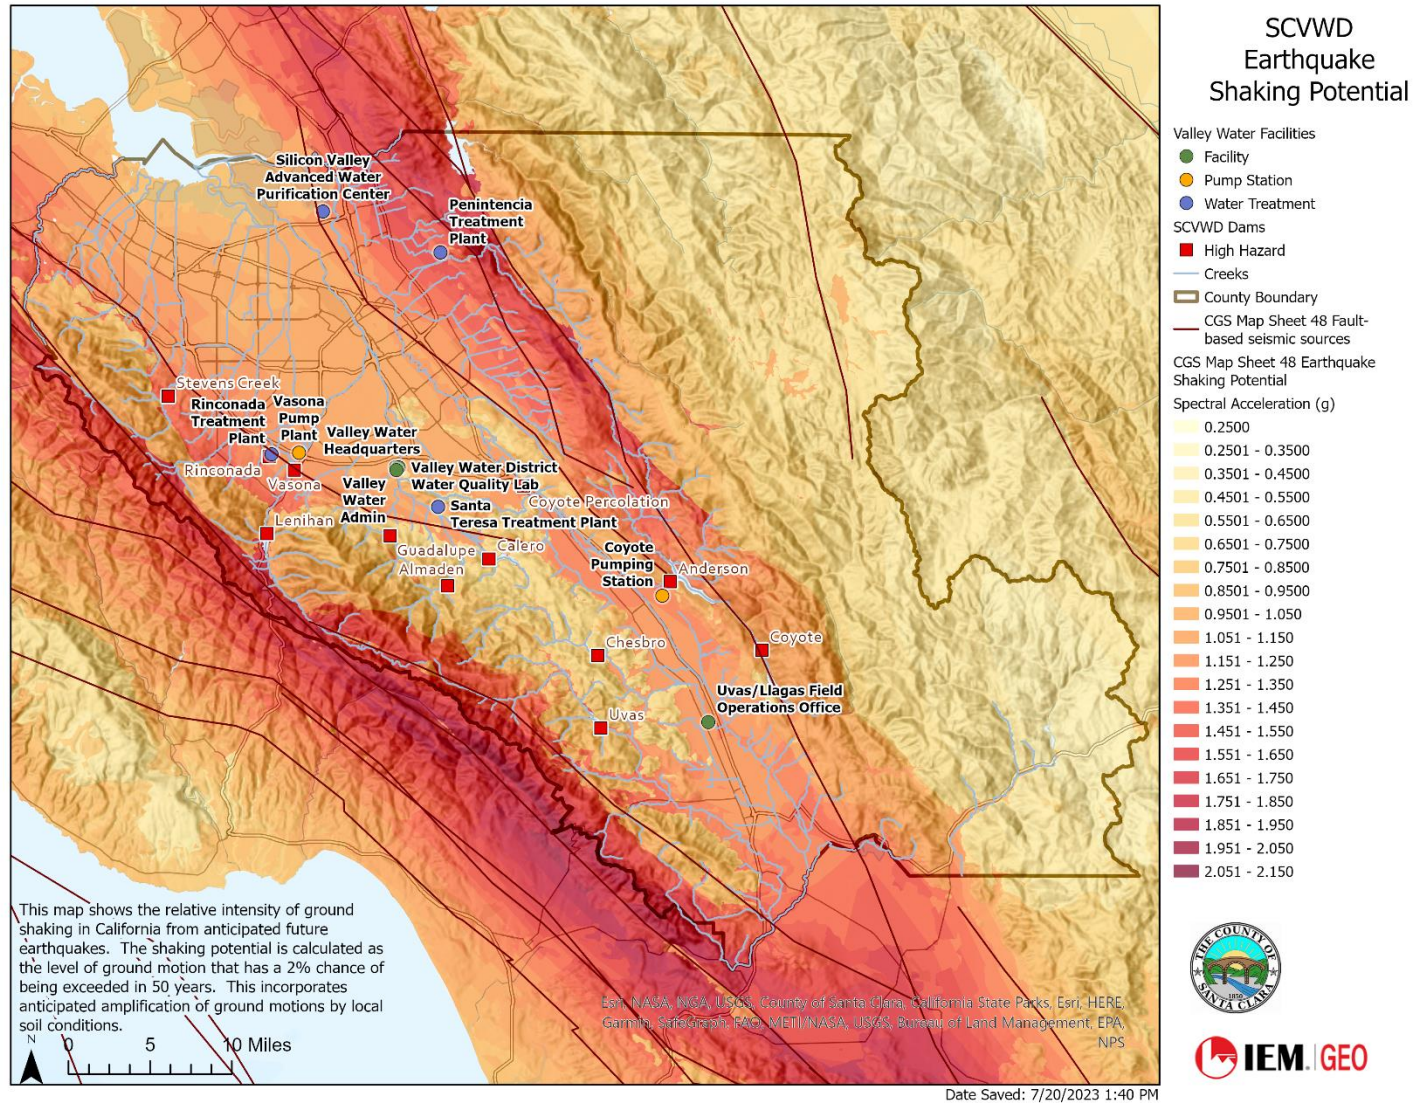 SCVWD
Earthquake
Shaking Potential
Valley Water Facilities
Facility
Pump Station
Water Treatment
SCVWD Dams
High Hazard
Creeks
County Boundary
CGS Map Sheet 48 Fault-
based seismic sources
CGS Map Sheet 48 Earthquake
Shaking Potential
Spectral Acceleration (g)
0.2500
0.2501 - 0.3500
0.3501 - 0.4500
0.4501 - 0.5500
0.5501 - 0.6500
0.6501 - 0.7500
0.7501 - 0.8500
0.8501 - 0.9500
0.9501 - 1.050
1.051 - 1.150
1.151 - 1.250
1.251 - 1.350
1.351 - 1.450
1.451 - 1.550
1.551 - 1.650
1.651 - 1.750
1.751 - 1.850
1.851 - 1.950
1.951 - 2.050
2.051 - 2.150
Silicon Valley
Advanced Water
Purification Center
Penintencia
Treatment
Plant
Stevens Creek
Rinconada
Treatment
Plant
Vasona
Pump
Plant
Valley Water
Headquarters
Rinconada
Vasona
Valley Water District
Water Quality Lab
Valley
Water
Admin
Coyote Percolation
Santa
Teresa Treatment Plant
Lenihan
Guadalupe
Calero
Almaden
Coyote
Pumping
Station
Anderson
Chesbro
Coyote
Uvas/Llagas Field
Operations Office
Uvas
This map shows the relative intensity of ground
shaking in California from anticipated future
earthquakes. The shaking potential is calculated as
the level of ground motion that has a 2% chance of
being exceeded in 50 years. This incorporates
anticipated amplification of ground motions by local
soil conditions.
N
0 5 10 Miles
Esri, NASA, NGA, USGS, County of Santa Clara, California State Parks, Esri, HERE,
Garmin, SafeGraph, FAO, METI/NASA, USGS, Bureau of Land Management, EPA,
NPS
THE COUNTY OF
SANTA CLARA
1850
IEM GEO
Date Saved: 7/20/2023 1:40 PM